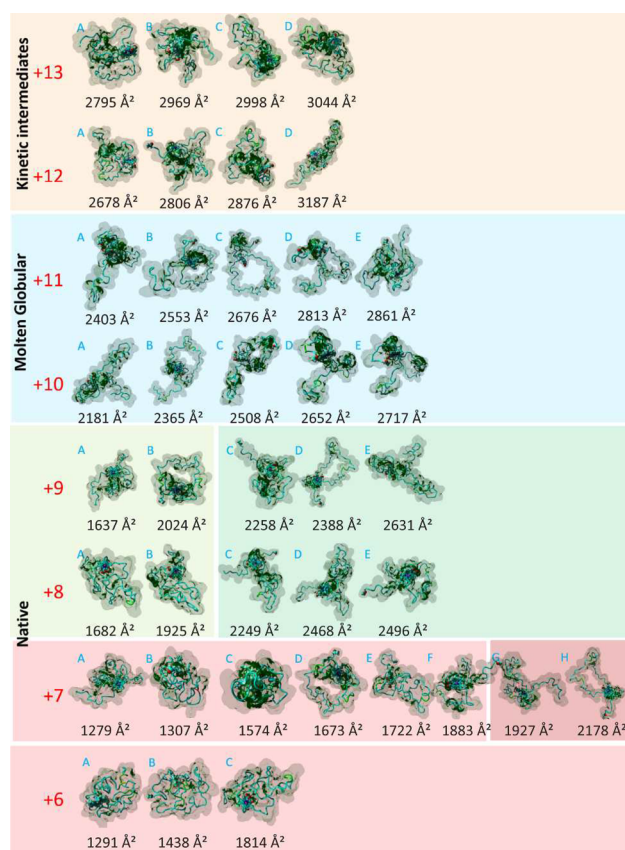 Kinetic intermediates
+13
A B C D
2795 Å² 2969 Å² 2998 Å² 3044 Å²
+12
A B C D
2678 Å² 2806 Å² 2876 Å² 3187 Å²
Molten Globular
+11
A B C D E
2403 Å² 2553 Å² 2676 Å² 2813 Å² 2861 Å²
+10
A B C D E
2181 Å² 2365 Å² 2508 Å² 2652 Å² 2717 Å²
Native
+9
A B C D E
1637 Å² 2024 Å² 2258 Å² 2388 Å² 2631 Å²
+8
A B C D E
1682 Å² 1925 Å² 2249 Å² 2468 Å² 2496 Å²
+7
A B C D E F G H
1279 Å² 1307 Å² 1574 Å² 1673 Å² 1722 Å² 1883 Å² 1927 Å² 2178 Å²
+6
A B C
1291 Å² 1438 Å² 1814 Å²